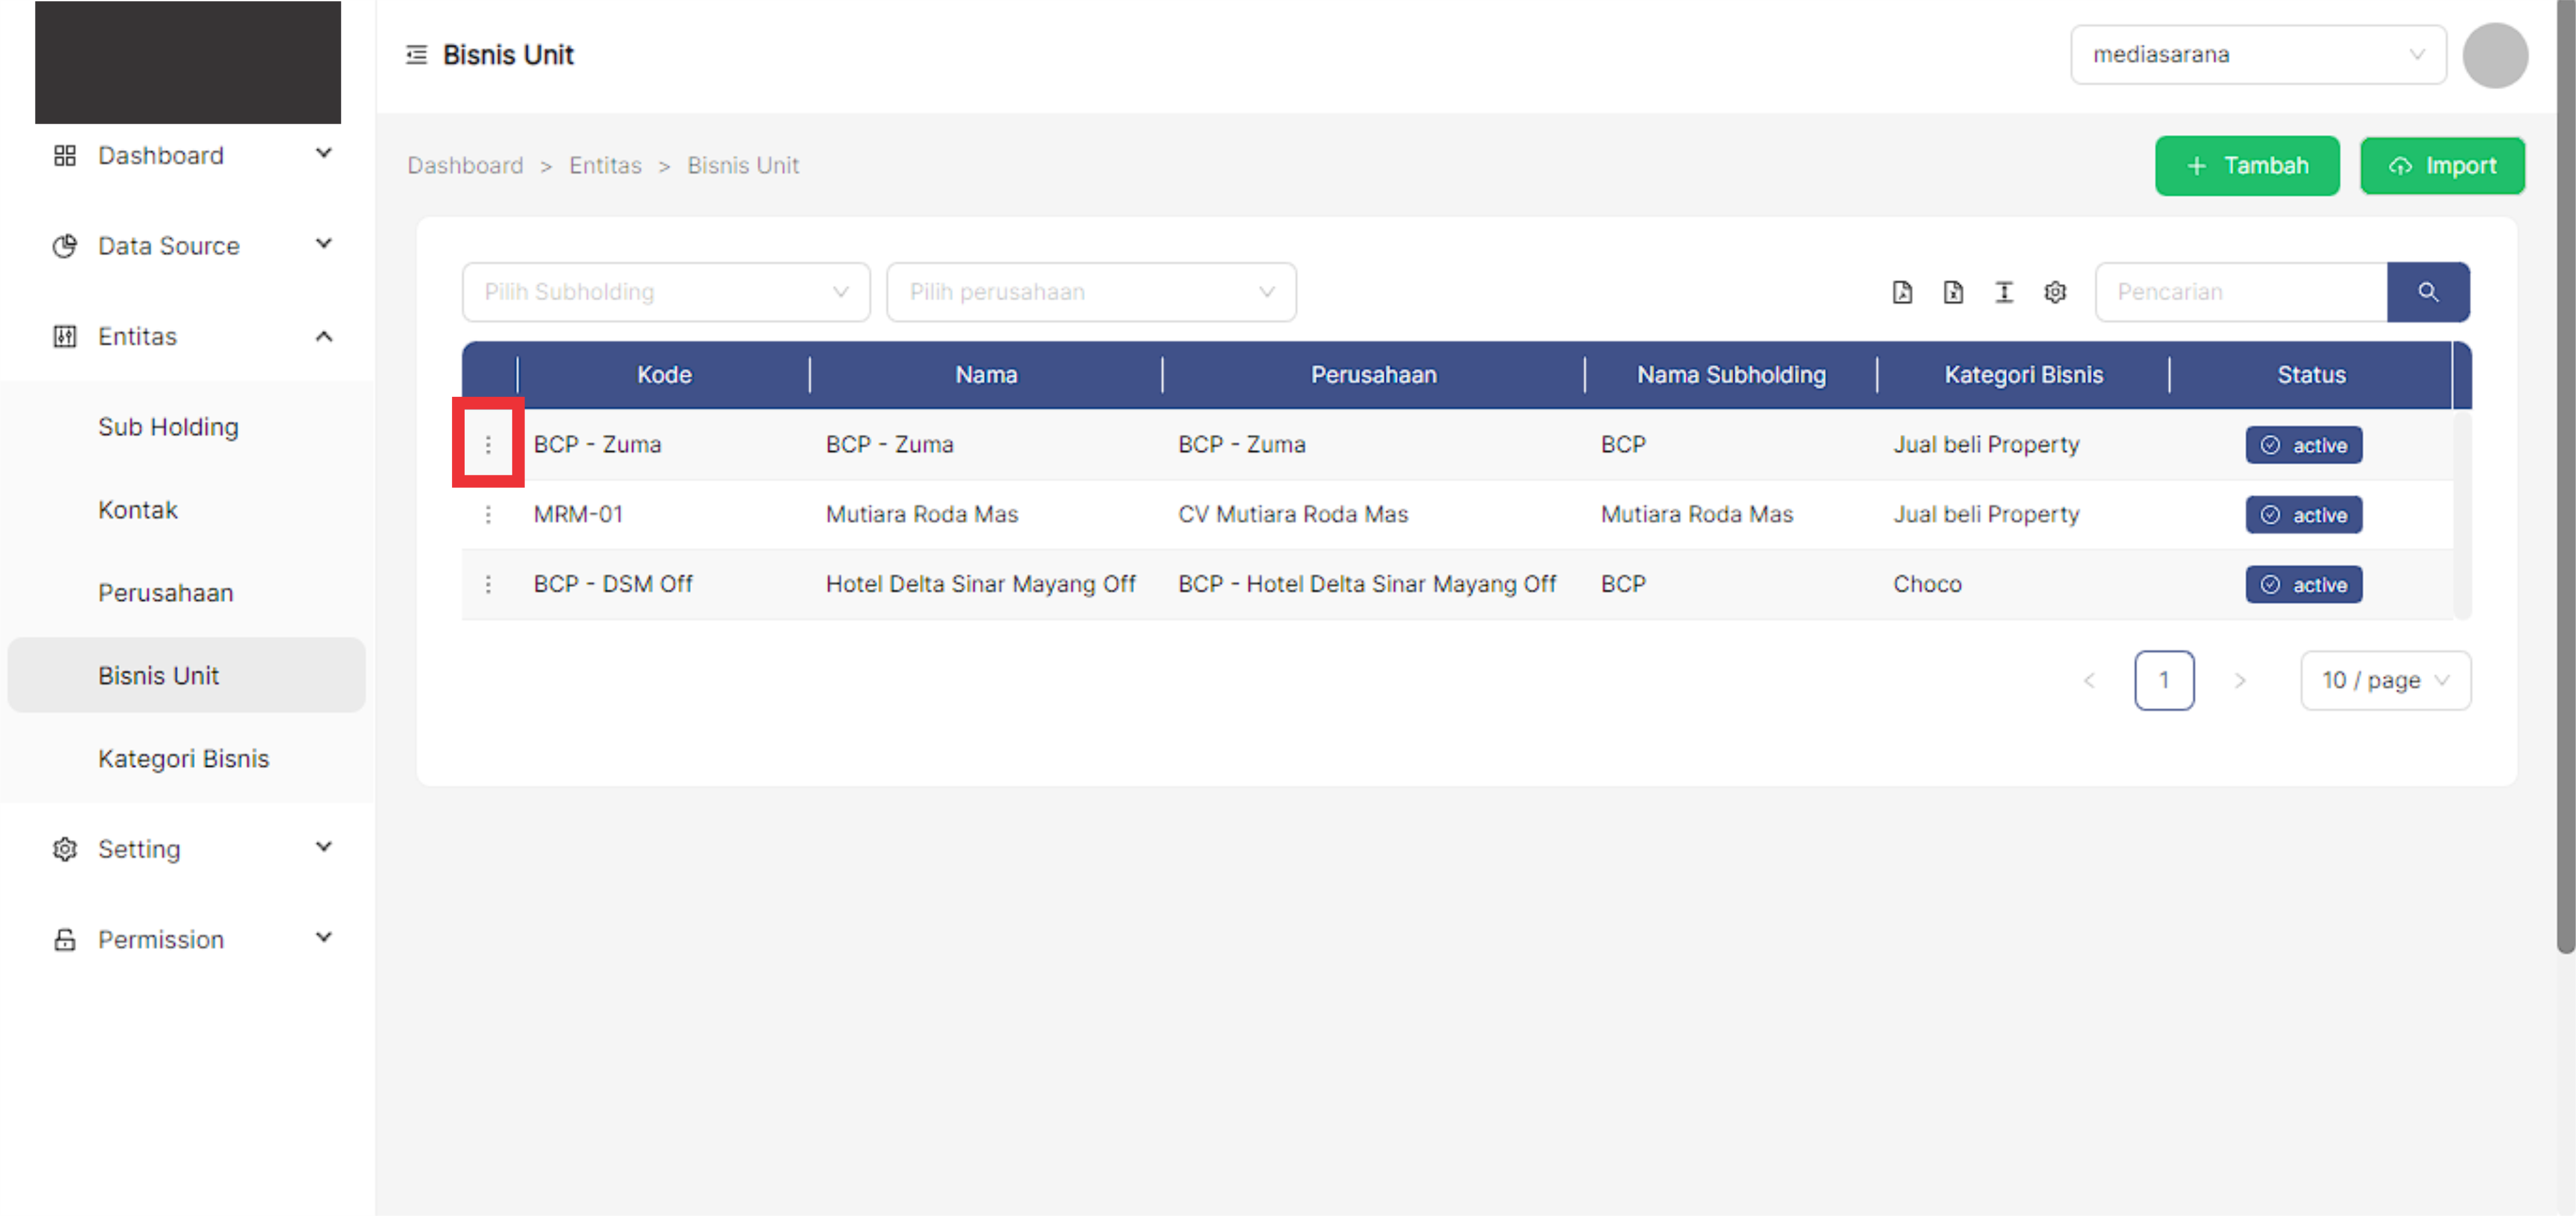 Bisnis Unit
mediasarana
Dashboard
Data Source
Entitas
Sub Holding
Kontak
Perusahaan
Bisnis Unit
Kategori Bisnis
Setting
Permission
Dashboard > Entitas > Bisnis Unit
+ Tambah
Import
Pilih Subholding
Pilih perusahaan
Pencarian
Kode Nama Perusahaan Nama Subholding Kategori Bisnis Status
BCP - Zuma BCP - Zuma BCP - Zuma BCP Jual beli Property active
MRM-01 Mutiara Roda Mas CV Mutiara Roda Mas Mutiara Roda Mas Jual beli Property active
BCP - DSM Off Hotel Delta Sinar Mayang Off BCP - Hotel Delta Sinar Mayang Off BCP Choco active
< 1 > 10 / page